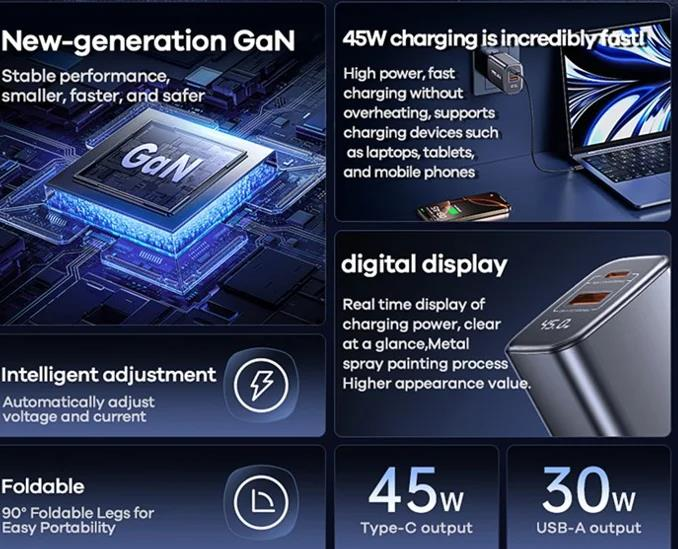 New-generation GaN
Stable performance,
smaller, faster, and safer
GaN
45W charging is incredibly fast!
High power, fast
charging without
overheating, supports
charging devices such
as laptops, tablets,
and mobile phones
digital display
Real time display of
charging power, clear
at a glance,Metal
spray painting process
Higher appearance value.
45.0
Intelligent adjustment
Automatically adjust
voltage and current
Foldable
90° Foldable Legs for
Easy Portability
45W
Type-C output
30W
USB-A output